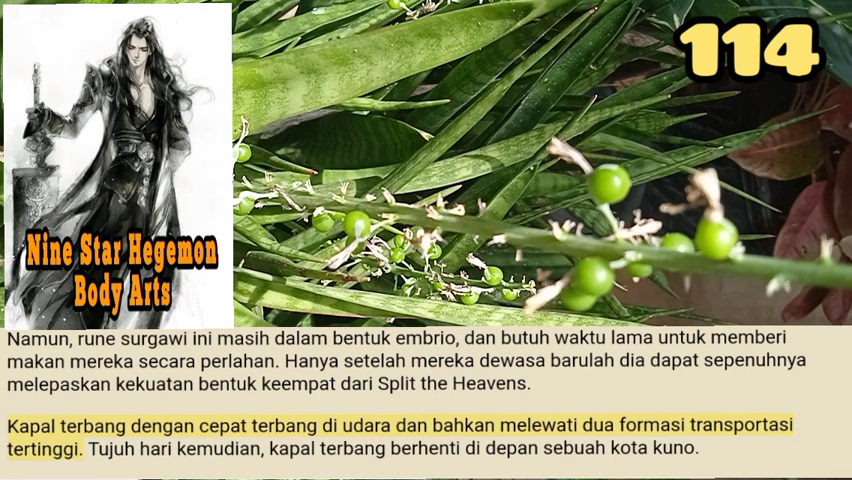 114
Nine Star Hegemon
Body Arts
Namun, rune surgawi ini masih dalam bentuk embrio, dan butuh waktu lama untuk memberi
makan mereka secara perlahan. Hanya setelah mereka dewasa barulah dia dapat sepenuhnya
melepaskan kekuatan bentuk keempat dari Split the Heavens.
Kapal terbang dengan cepat terbang di udara dan bahkan melewati dua formasi transportasi
tertinggi. Tujuh hari kemudian, kapal terbang berhenti di depan sebuah kota kuno.